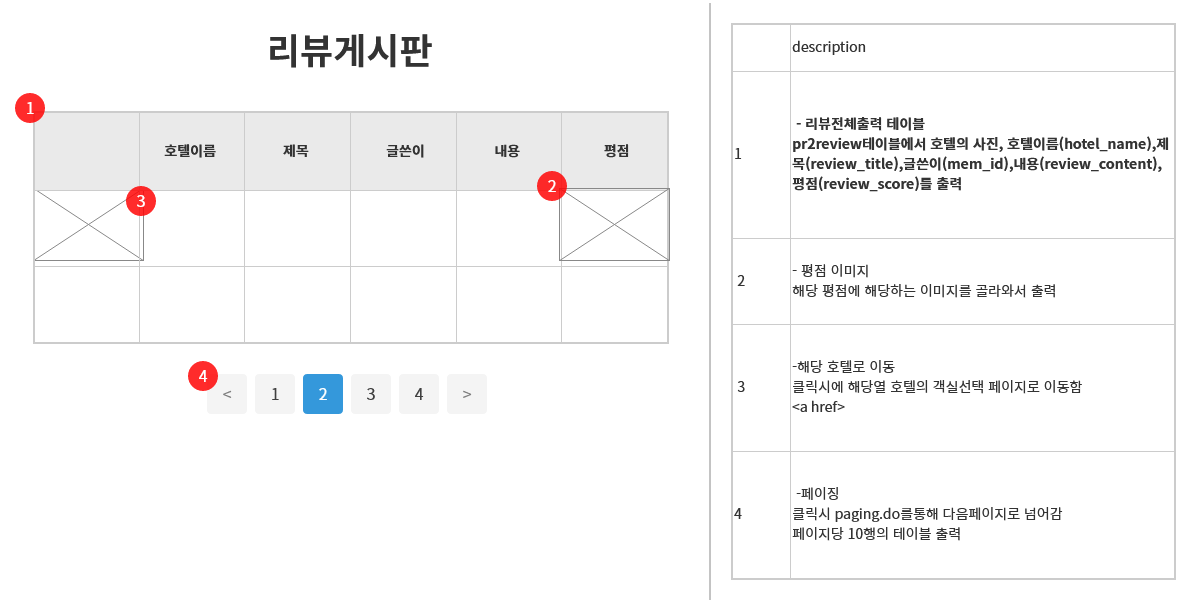 리뷰게시판
1
호텔이름 제목 글쓴이 내용 평점
3
2
4
< 1 2 3 4 >
description
1
- 리뷰전체출력 테이블
pr2review테이블에서 호텔의 사진, 호텔이름(hotel_name),제
목(review_title),글쓴이(mem_id),내용(review_content),
평점(review_score)를 출력
2
- 평점 이미지
해당 평점에 해당하는 이미지를 골라와서 출력
3
-해당 호텔로 이동
클릭시에 해당열 호텔의 객실선택 페이지로 이동함
<a href>
4
-페이징
클릭시 paging.do를통해 다음페이지로 넘어감
페이지당 10행의 테이블 출력